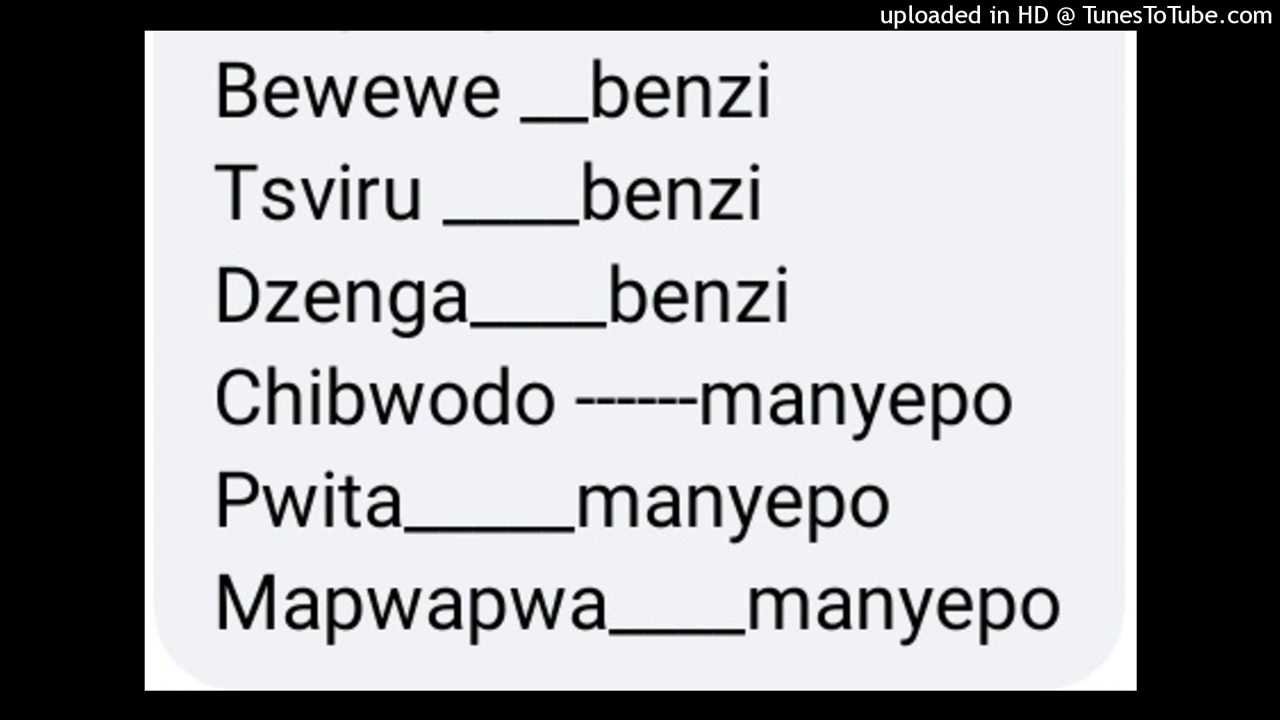 uploaded in HD @ TunesToTube.com
Bewewe __benzi
Tsviru ____benzi
Dzenga____benzi
Chibwodo ------manyepo
Pwita_____manyepo
Mapwapwa____manyepo